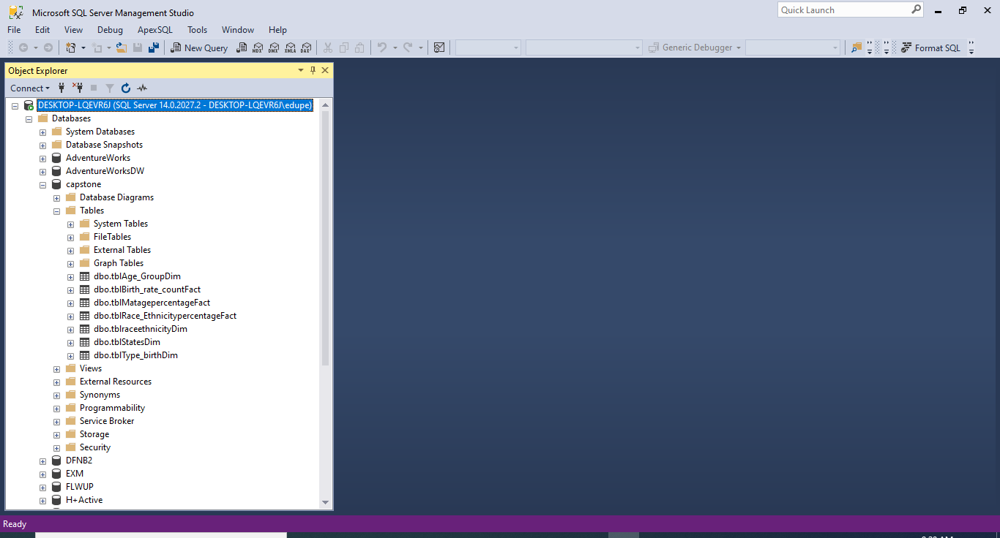 Microsoft SQL Server Management Studio
Quick Launch
File Edit View Debug ApexSQL Tools Window Help
New Query MDX DMX XMLA DAX Generic Debugger Format SQL
Object Explorer
Connect
DESKTOP-LQEVR6J (SQL Server 14.0.2027.2 - DESKTOP-LQEVR6J\edupe)
Databases
System Databases
Database Snapshots
AdventureWorks
AdventureWorksDW
capstone
Database Diagrams
Tables
System Tables
FileTables
External Tables
Graph Tables
dbo.tblAge_GroupDim
dbo.tblBirth_rate_countFact
dbo.tblMatagepercentageFact
dbo.tblRace_EthnicitypercentageFact
dbo.tblraceethnicityDim
dbo.tblStatesDim
dbo.tblType_birthDim
Views
External Resources
Synonyms
Programmability
Service Broker
Storage
Security
DFNB2
EXM
FLWUP
H+Active
Ready